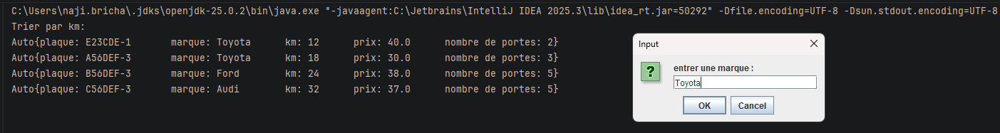 C:\Users\naji.bricha\.jdks\openjdk-25.0.2\bin\java.exe "-javaagent:C:\Jetbrains\IntelliJ IDEA 2025.3\lib\idea_rt.jar=50292" -Dfile.encoding=UTF-8 -Dsun.stdout.encoding=UTF-8
Trier par km:
Auto{plaque: E23CDE-1 marque: Toyota km: 12 prix: 40.0 nombre de portes: 2}
Auto{plaque: A56DEF-3 marque: Toyota km: 18 prix: 30.0 nombre de portes: 3}
Auto{plaque: B56DEF-3 marque: Ford km: 24 prix: 38.0 nombre de portes: 5}
Auto{plaque: C56DEF-3 marque: Audi km: 32 prix: 37.0 nombre de portes: 5}
Input
entrer une marque :
Toyota
OK Cancel